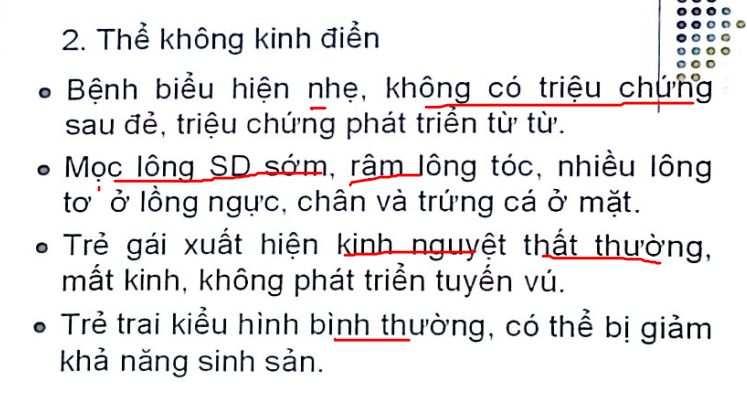 2. Thể không kinh điển
• Bệnh biểu hiện nhẹ, không có triệu chứng
sau đẻ, triệu chứng phát triển từ từ.
• Mọc lông SD sớm, rậm lông tóc, nhiều lông
tơ ở lồng ngực, chân và trứng cá ở mặt.
• Trẻ gái xuất hiện kinh nguyệt thất thường,
mất kinh, không phát triển tuyến vú.
• Trẻ trai kiểu hình bình thường, có thể bị giảm
khả năng sinh sản.